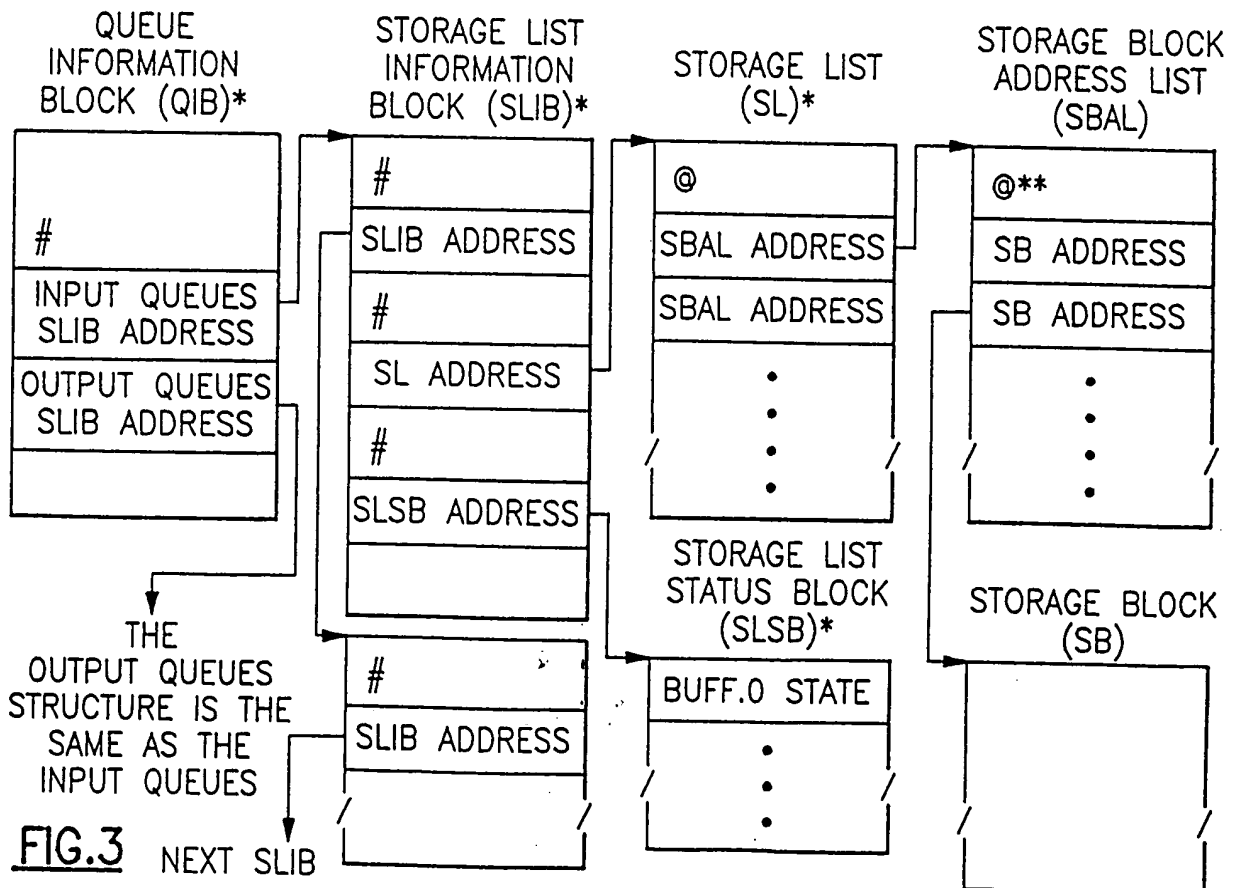 QUEUE
INFORMATION
BLOCK (QIB)*
#
INPUT QUEUES
SLIB ADDRESS
OUTPUT QUEUES
SLIB ADDRESS
THE
OUTPUT QUEUES
STRUCTURE IS THE
SAME AS THE
INPUT QUEUES
STORAGE LIST
INFORMATION
BLOCK (SLIB)*
#
SLIB ADDRESS
#
SL ADDRESS
#
SLSB ADDRESS
#
SLIB ADDRESS
NEXT SLIB
STORAGE LIST
(SL)*
@
SBAL ADDRESS
SBAL ADDRESS
STORAGE LIST
STATUS BLOCK
(SLSB)*
BUFF.0 STATE
STORAGE BLOCK
ADDRESS LIST
(SBAL)
@**
SB ADDRESS
SB ADDRESS
STORAGE BLOCK
(SB)
FIG.3